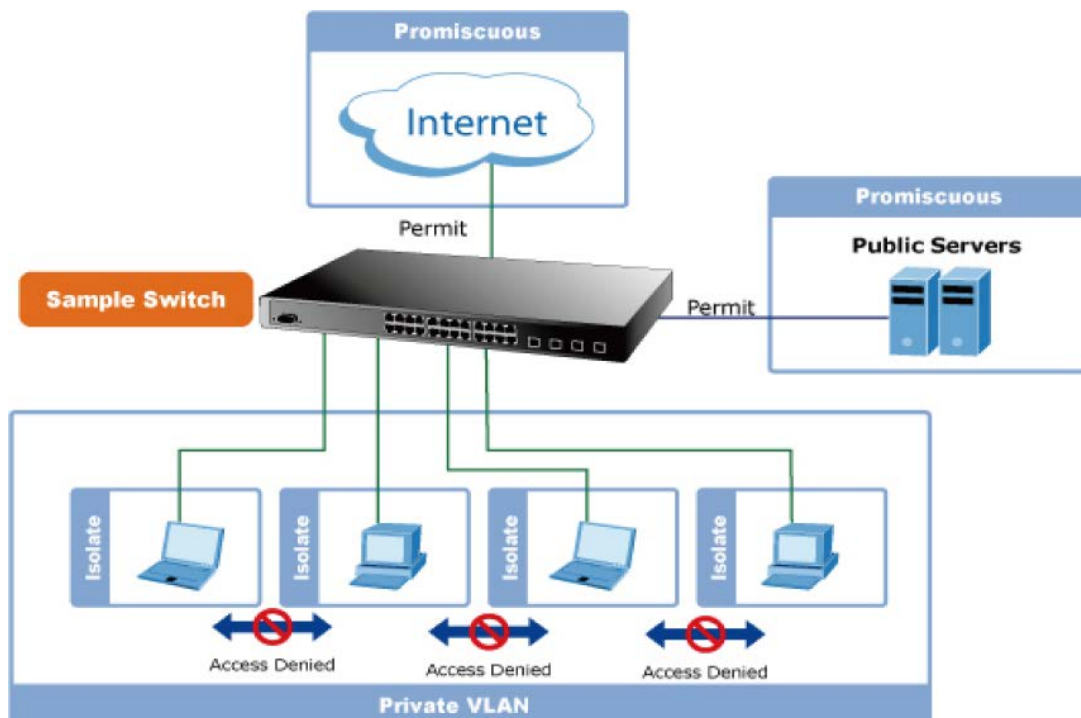 Promiscuous
Internet
Permit
Promiscuous
Public Servers
Permit
Sample Switch
Isolate
Isolate
Isolate
Isolate
Access Denied
Access Denied
Access Denied
Private VLAN